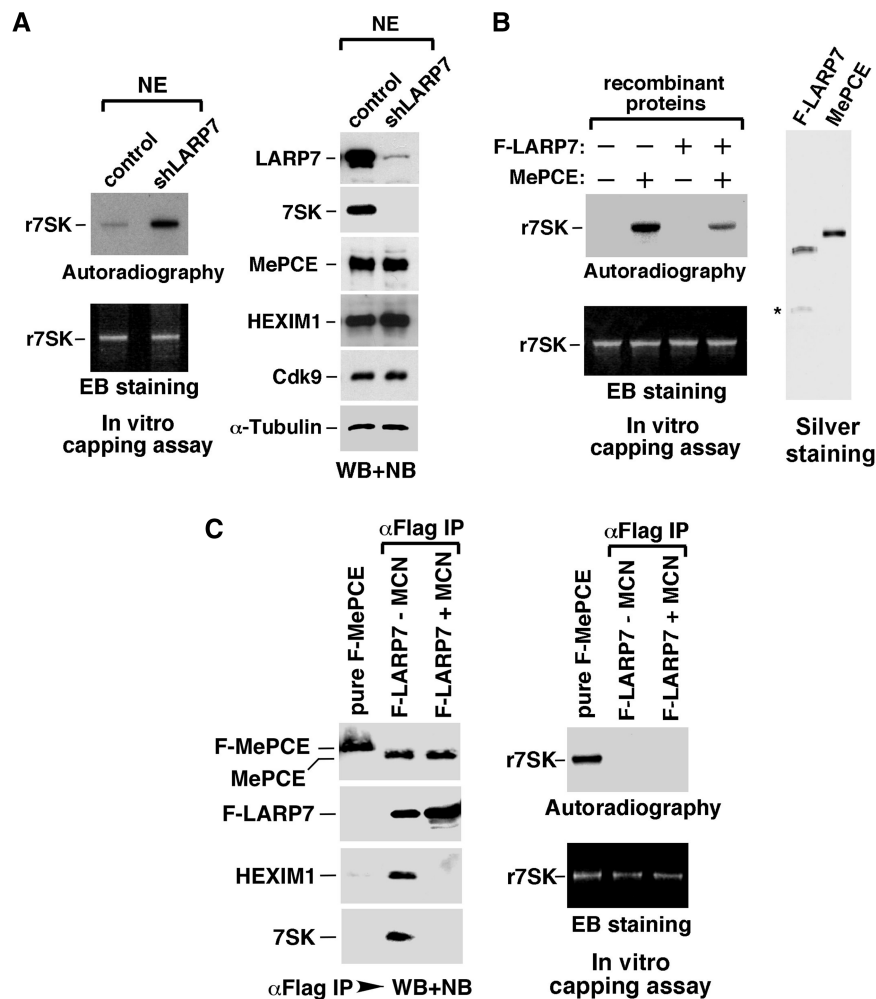 A
NE
control
shLARP7
r7SK
Autoradiography
r7SK
EB staining
In vitro
capping assay
NE
control
shLARP7
LARP7
7SK
MePCE
HEXIM1
Cdk9
α-Tubulin
WB+NB
B
recombinant
proteins
F-LARP7: − − + +
MePCE: − + − +
r7SK
Autoradiography
r7SK
EB staining
In vitro
capping assay
F-LARP7
MePCE
*
Silver
staining
C
αFlag IP
pure F-MePCE
F-LARP7 - MCN
F-LARP7 + MCN
F-MePCE
MePCE
F-LARP7
HEXIM1
7SK
αFlag IP ➤ WB+NB
αFlag IP
pure F-MePCE
F-LARP7 - MCN
F-LARP7 + MCN
r7SK
Autoradiography
r7SK
EB staining
In vitro
capping assay